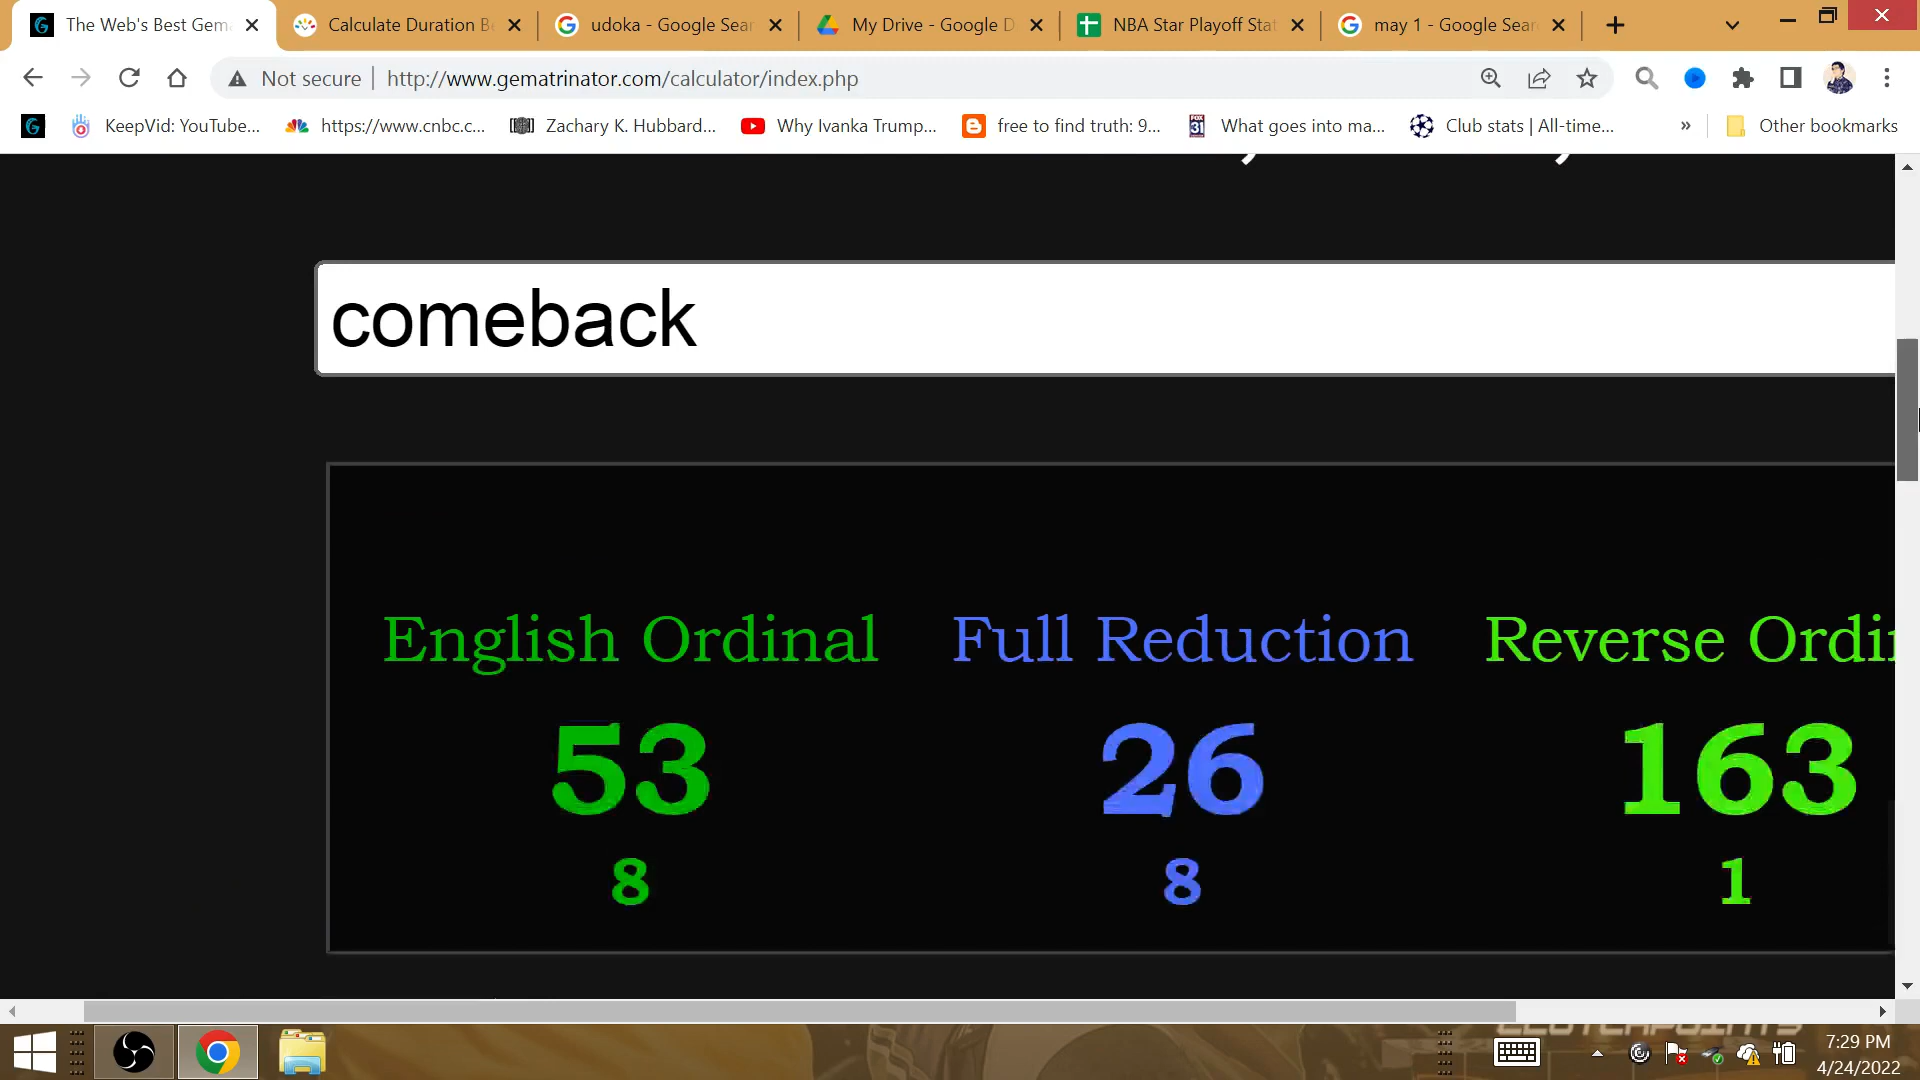 The Web's Best Gem
Calculate Duration B
udoka - Google Sear
My Drive - Google D
NBA Star Playoff Stat
may 1 - Google Sear
Not secure
http://www.gematrinator.com/calculator/index.php
KeepVid: YouTube...
https://www.cnbc.c...
Zachary K. Hubbard...
Why Ivanka Trump...
free to find truth: 9...
What goes into ma...
Club stats | All-time...
»
Other bookmarks
comeback
English Ordinal
Full Reduction
Reverse Ordin
53
26
163
8
8
1
7:29 PM
4/24/2022